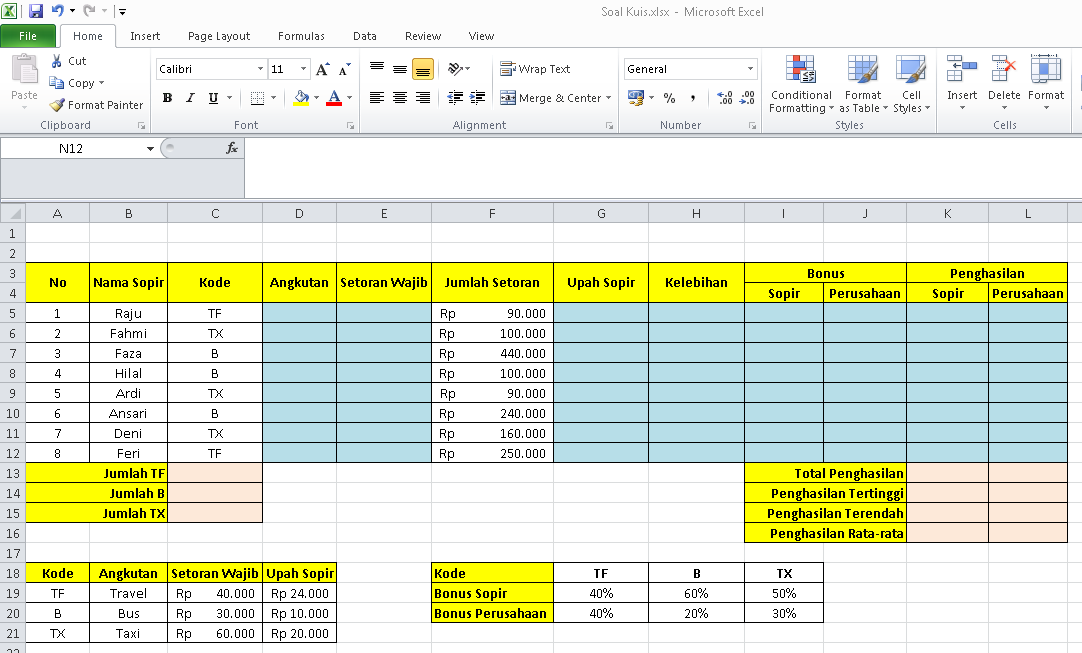 Soal Kuis.xlsx - Microsoft Excel
File Home Insert Page Layout Formulas Data Review View
Paste Cut Copy Format Painter
Calibri 11 A A
B I U A
Wrap Text
Merge & Center
General
% ,
Conditional Formatting Format as Table Cell Styles
Insert Delete Format
Clipboard Font Alignment Number Styles Cells
N12 fx
A B C D E F G H I J K L
1
2
3 No Nama Sopir Kode Angkutan Setoran Wajib Jumlah Setoran Upah Sopir Kelebihan Bonus Penghasilan
4 Sopir Perusahaan Sopir Perusahaan
5 1 Raju TF Rp 90.000
6 2 Fahmi TX Rp 100.000
7 3 Faza B Rp 440.000
8 4 Hilal B Rp 100.000
9 5 Ardi TX Rp 90.000
10 6 Ansari B Rp 240.000
11 7 Deni TX Rp 160.000
12 8 Feri TF Rp 250.000
13 Jumlah TF Total Penghasilan
14 Jumlah B Penghasilan Tertinggi
15 Jumlah TX Penghasilan Terendah
16 Penghasilan Rata-rata
17
18 Kode Angkutan Setoran Wajib Upah Sopir Kode TF B TX
19 TF Travel Rp 40.000 Rp 24.000 Bonus Sopir 40% 60% 50%
20 B Bus Rp 30.000 Rp 10.000 Bonus Perusahaan 40% 20% 30%
21 TX Taxi Rp 60.000 Rp 20.000